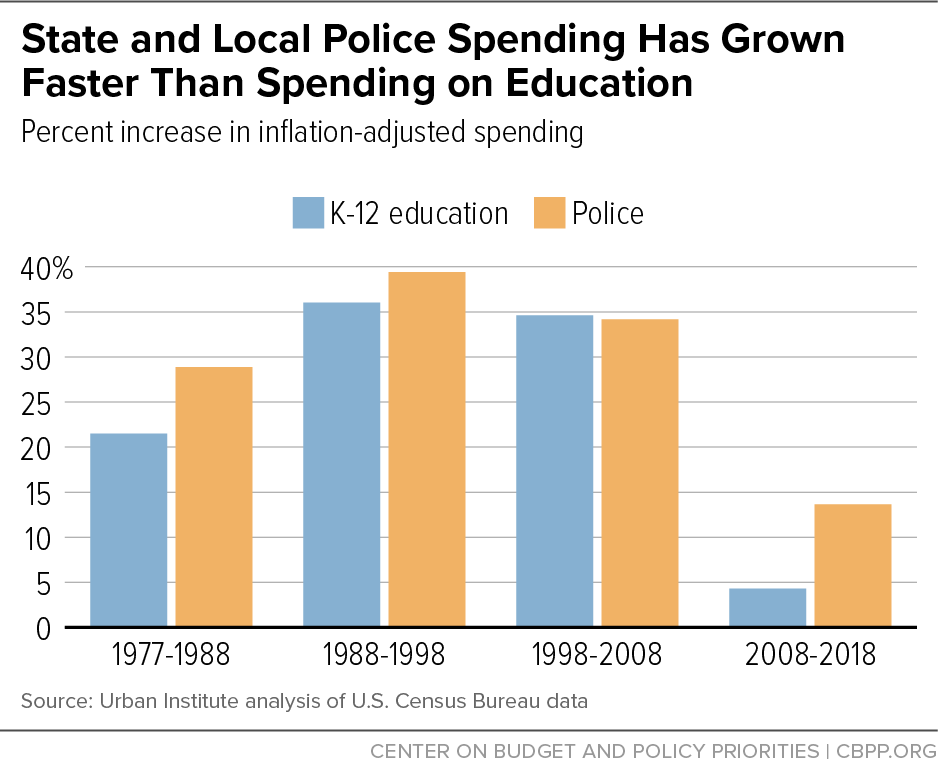 State and Local Police Spending Has Grown
Faster Than Spending on Education
Percent increase in inflation-adjusted spending
K-12 education Police
40%
35
30
25
20
15
10
5
0
1977-1988 1988-1998 1998-2008 2008-2018
Source: Urban Institute analysis of U.S. Census Bureau data
CENTER ON BUDGET AND POLICY PRIORITIES | CBPP.ORG